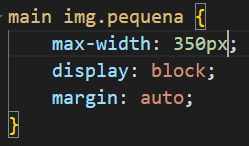 main img.pequena {
    max-width: 350px;
    display: block;
    margin: auto;
}